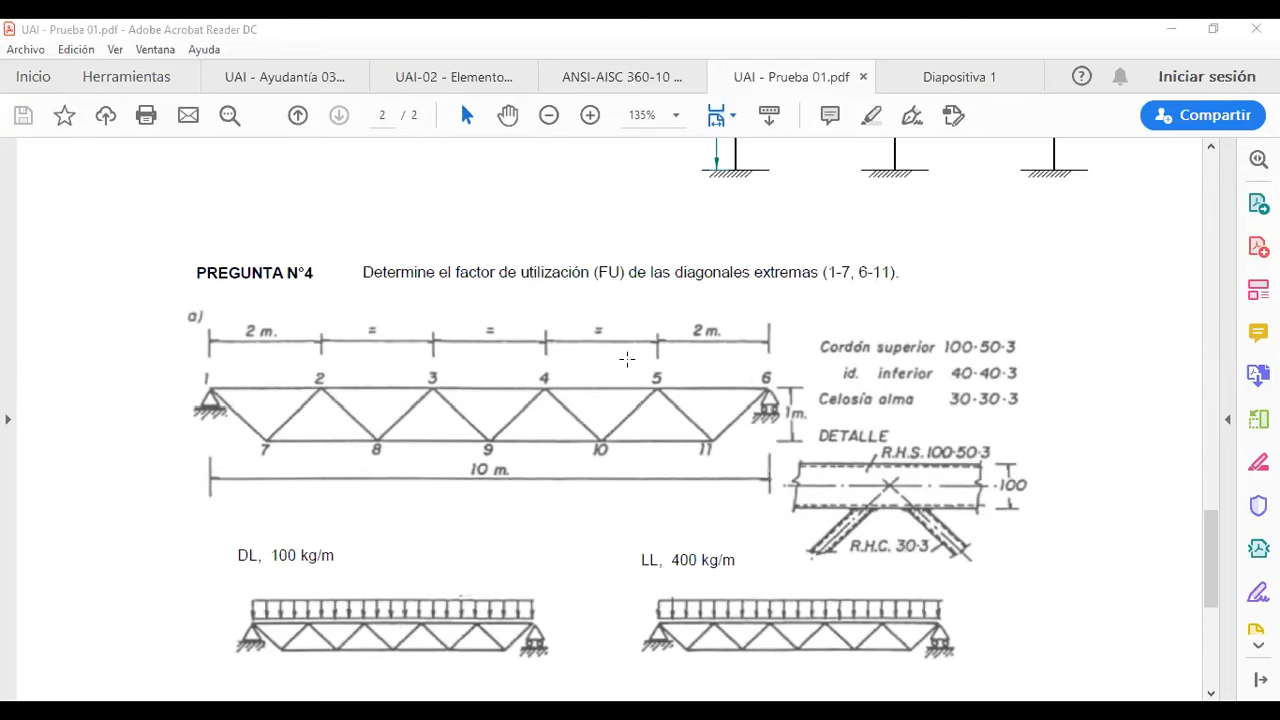 UAI - Prueba 01.pdf - Adobe Acrobat Reader DC
Archivo Edición Ver Ventana Ayuda
Inicio Herramientas UAI - Ayudantía 03... UAI-02 - Elemento... ANSI-AISC 360-10 ... UAI - Prueba 01.pdf × Diapositiva 1 Iniciar sesión
2 / 2 135% Compartir
PREGUNTA N°4 Determine el factor de utilización (FU) de las diagonales extremas (1-7, 6-11).
a)
2 m. = = = 2 m.
Cordón superior 100·50·3
id. inferior 40·40·3
Celosía alma 30·30·3
1 2 3 4 5 6
1m.
DETALLE
7 8 9 10 11
R.H.S. 100·50·3
10 m.
100
R.H.C. 30·3
DL, 100 kg/m
LL, 400 kg/m